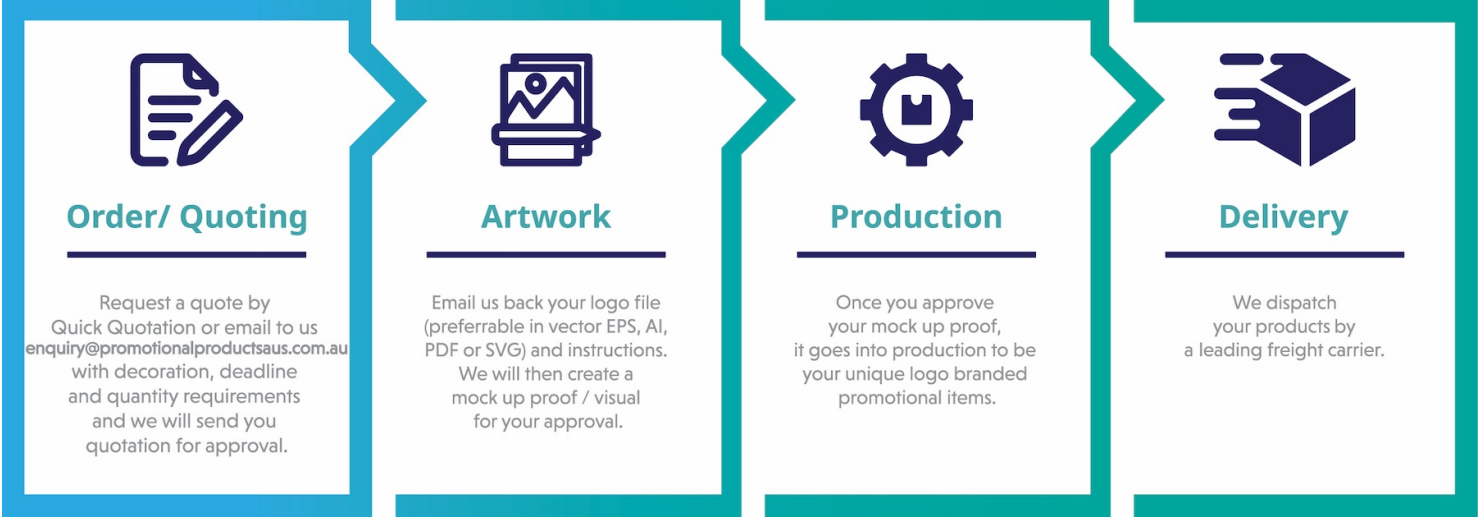 Order/ Quoting
Request a quote by
Quick Quotation or email to us
enquiry@promotionalproductsaus.com.au
with decoration, deadline
and quantity requirements
and we will send you
quotation for approval.
Artwork
Email us back your logo file
(preferrable in vector EPS, AI,
PDF or SVG) and instructions.
We will then create a
mock up proof / visual
for your approval.
Production
Once you approve
your mock up proof,
it goes into production to be
your unique logo branded
promotional items.
Delivery
We dispatch
your products by
a leading freight carrier.